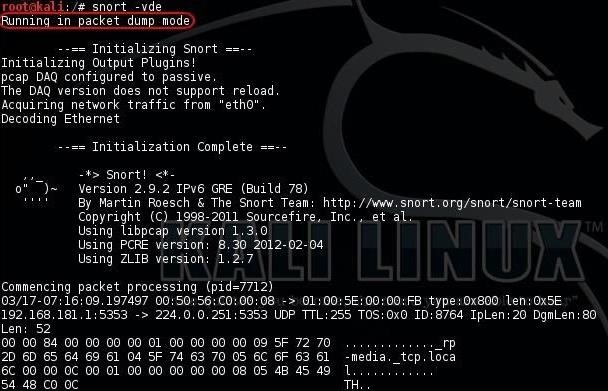 root@kali:/# snort -vde
Running in packet dump mode
--== Initializing Snort ==--
Initializing Output Plugins!
pcap DAQ configured to passive.
The DAQ version does not support reload.
Acquiring network traffic from "eth0".
Decoding Ethernet
--== Initialization Complete ==--
,,_ -*> Snort! <*-
o" )~ Version 2.9.2 IPv6 GRE (Build 78)
'''' By Martin Roesch & The Snort Team: http://www.snort.org/snort/snort-team
Copyright (C) 1998-2011 Sourcefire, Inc., et al.
Using libpcap version 1.3.0
Using PCRE version: 8.30 2012-02-04
Using ZLIB version: 1.2.7
KALI LINUX
Commencing packet processing (pid=7712)
03/17-07:16:09.197497 00:50:56:C0:00:08 -> 01:00:5E:00:00:FB type:0x800 len:0x5E
192.168.181.1:5353 -> 224.0.0.251:5353 UDP TTL:255 TOS:0x0 ID:8764 IpLen:20 DgmLen:80
Len: 52
00 00 84 00 00 00 00 01 00 00 00 00 09 5F 72 70 ............._rp
2D 6D 65 64 69 61 04 5F 74 63 70 05 6C 6F 63 61 -media._tcp.loca
6C 00 00 0C 00 01 00 00 00 00 00 08 05 4B 45 49 l............
54 48 C0 0C TH..